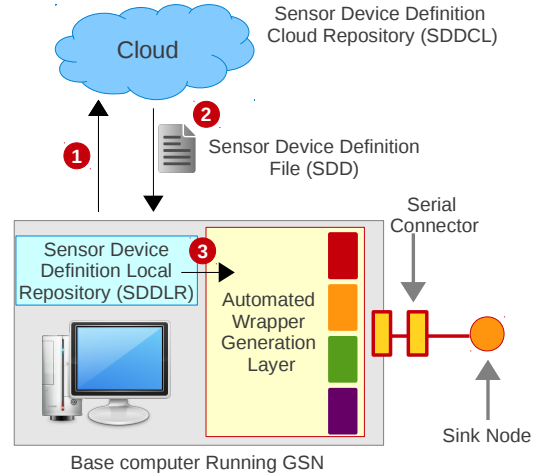 Sensor Device Definition
Cloud Repository (SDDCL)
Cloud
2
1
Sensor Device Definition
File (SDD)
Serial
Connector
3
Sensor Device
Definition Local
Repository (SDDLR)
Automated
Wrapper
Generation
Layer
Sink Node
Base computer Running GSN